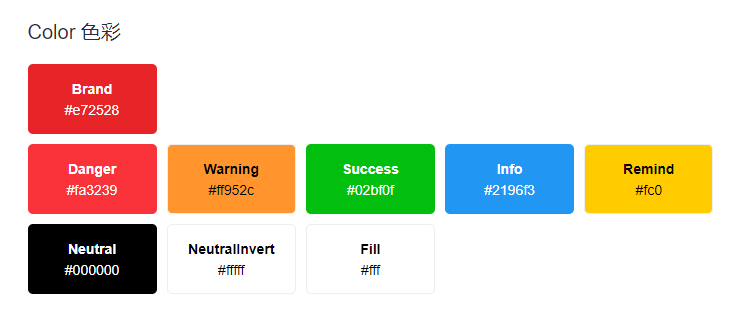 Color 色彩
Brand
#e72528
Danger
#fa3239
Warning
#ff952c
Success
#02bf0f
Info
#2196f3
Remind
#fc0
Neutral
#000000
NeutralInvert
#fffff
Fill
#fff